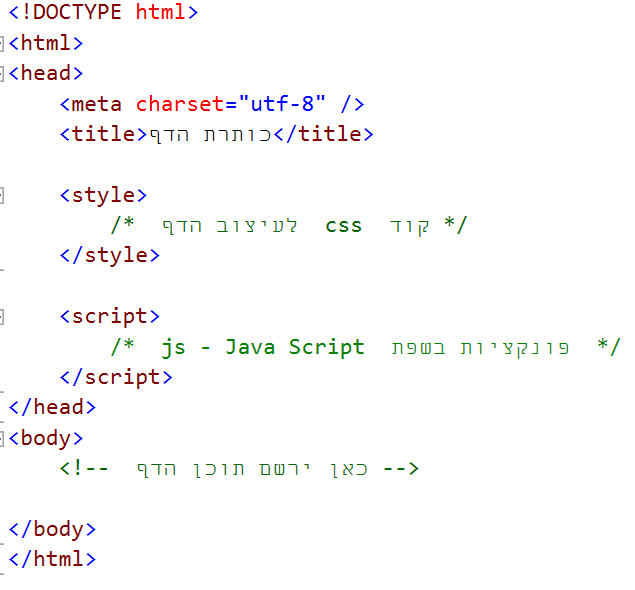 <!DOCTYPE html>
<html>
<head>
<meta charset="utf-8" />
<title>כותרת הדף</title>
<style>
/* קוד css לעיצוב הדף */
</style>
<script>
/* פונקציות בשפת js - Java Script */
</script>
</head>
<body>
<!-- כאן ירשם תוכן הדף -->
</body>
</html>